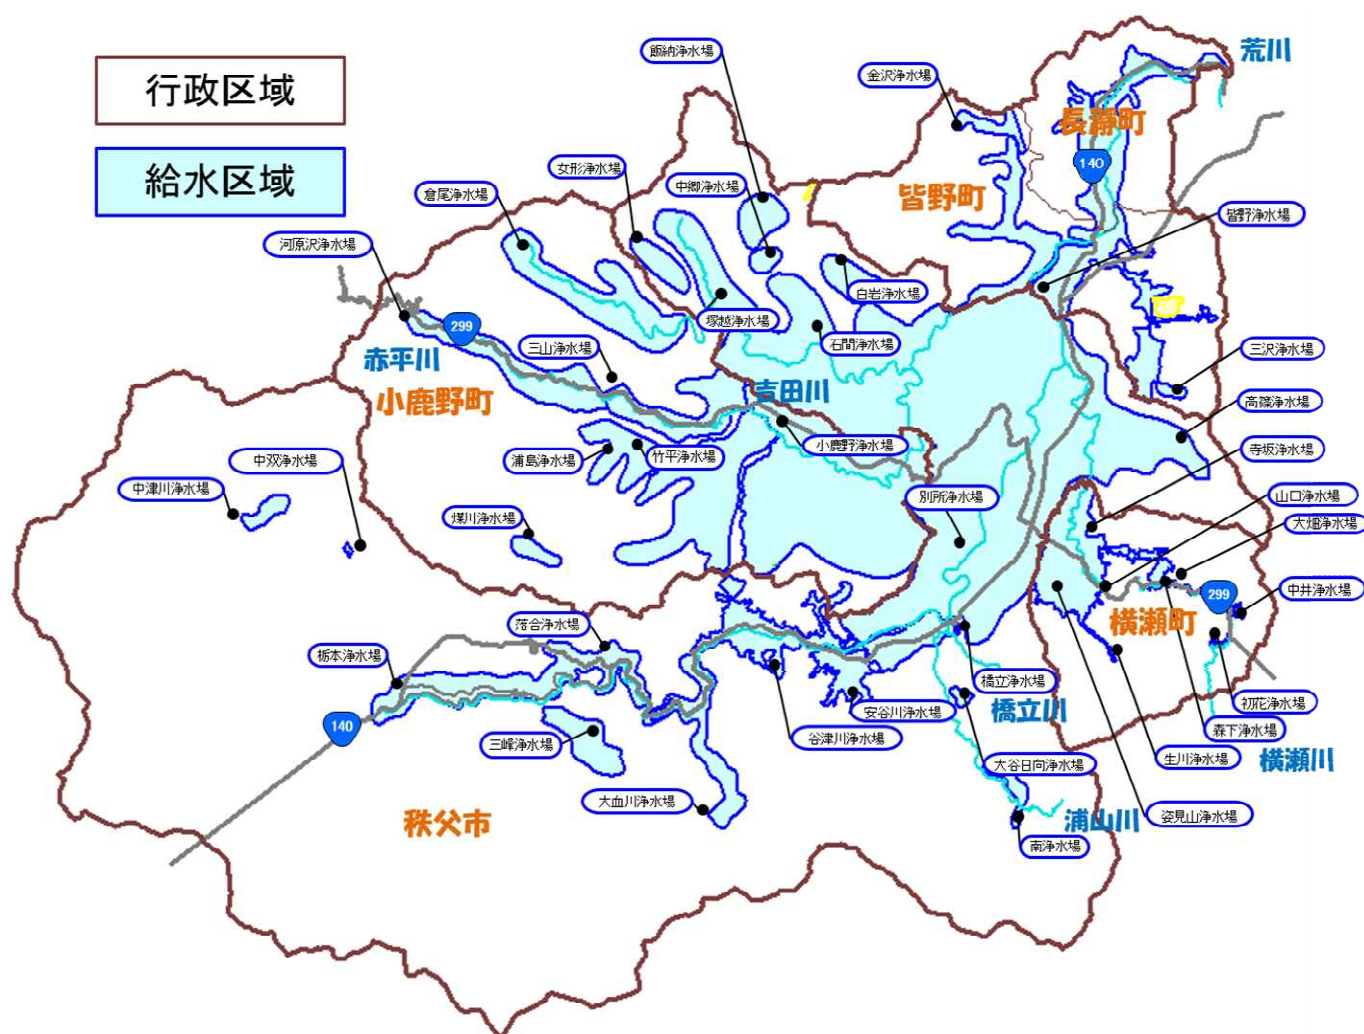 行政区域
給水区域
荒川
飯納浄水場
金沢浄水場
長瀞町
140
女形浄水場
中郷浄水場
倉尾浄水場
皆野町
皆野浄水場
河原沢浄水場
白岩浄水場
塚越浄水場
299
石間浄水場
三山浄水場
三沢浄水場
赤平川
吉田川
小鹿野町
高篠浄水場
小鹿野浄水場
寺坂浄水場
浦島浄水場
竹平浄水場
中双浄水場
中津川浄水場
別所浄水場
山口浄水場
煤川浄水場
大畑浄水場
299
中井浄水場
横瀬町
落合浄水場
栃本浄水場
橋立浄水場
初花浄水場
安谷川浄水場
橋立川
140
三峰浄水場
谷津川浄水場
森下浄水場
生川浄水場
横瀬川
大谷日向浄水場
大血川浄水場
秩父市
浦山川
姿見山浄水場
南浄水場